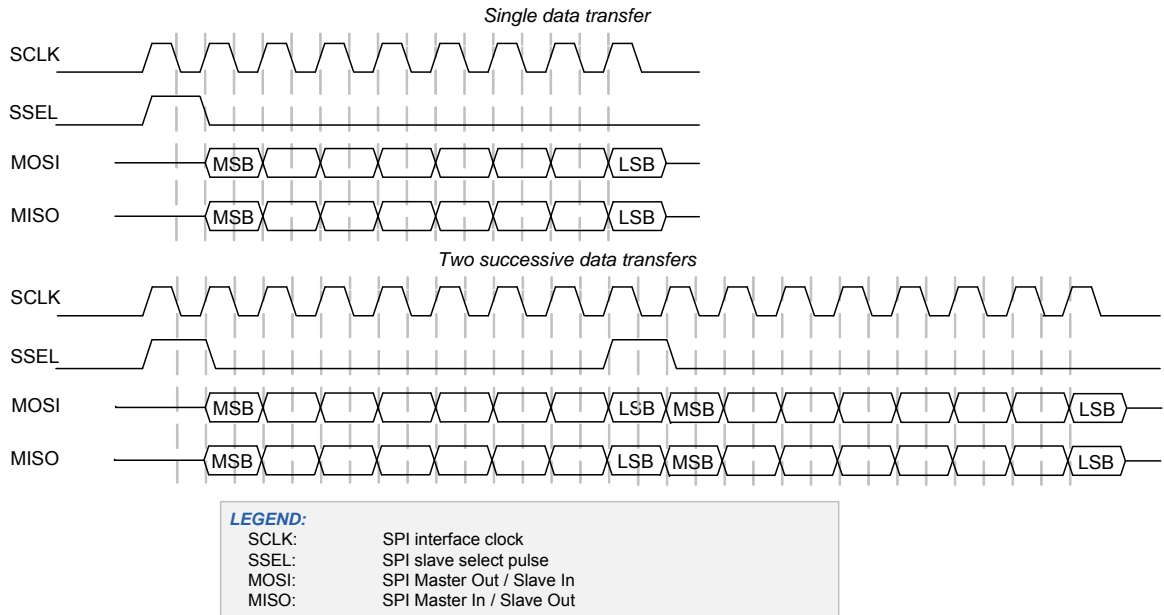 Single data transfer
SCLK
SSEL
MOSI MSB LSB
MISO MSB LSB
Two successive data transfers
SCLK
SSEL
MOSI MSB LSB MSB LSB
MISO MSB LSB MSB LSB
LEGEND:
SCLK: SPI interface clock
SSEL: SPI slave select pulse
MOSI: SPI Master Out / Slave In
MISO: SPI Master In / Slave Out